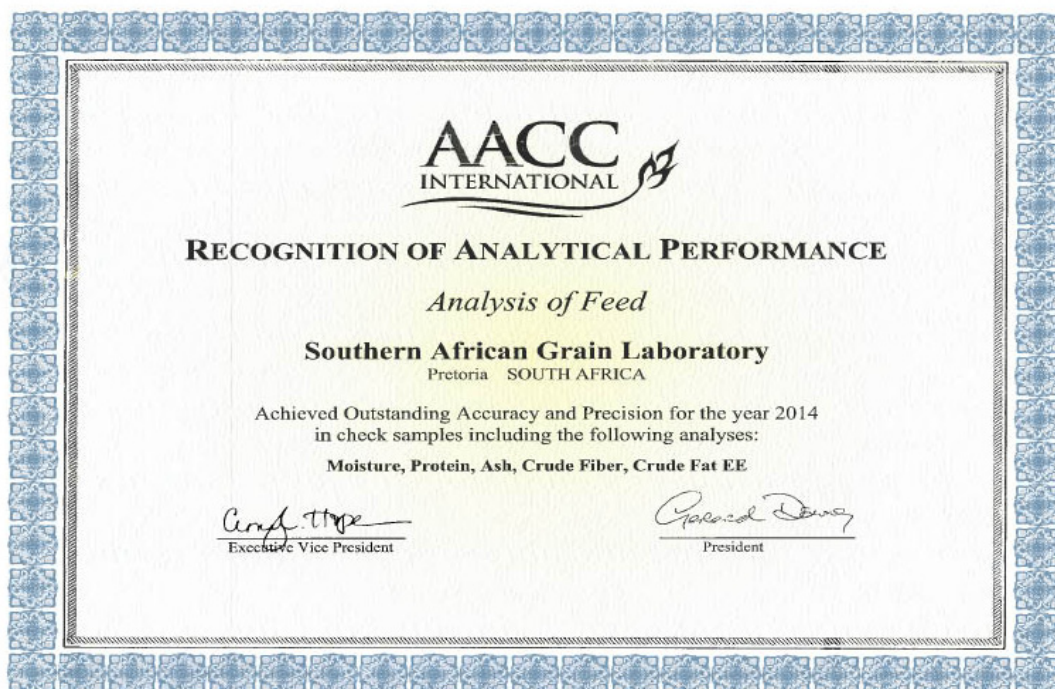 AACC
INTERNATIONAL
RECOGNITION OF ANALYTICAL PERFORMANCE
Analysis of Feed
Southern African Grain Laboratory
Pretoria SOUTH AFRICA
Achieved Outstanding Accuracy and Precision for the year 2014
in check samples including the following analyses:
Moisture, Protein, Ash, Crude Fiber, Crude Fat EE
Executive Vice President
President